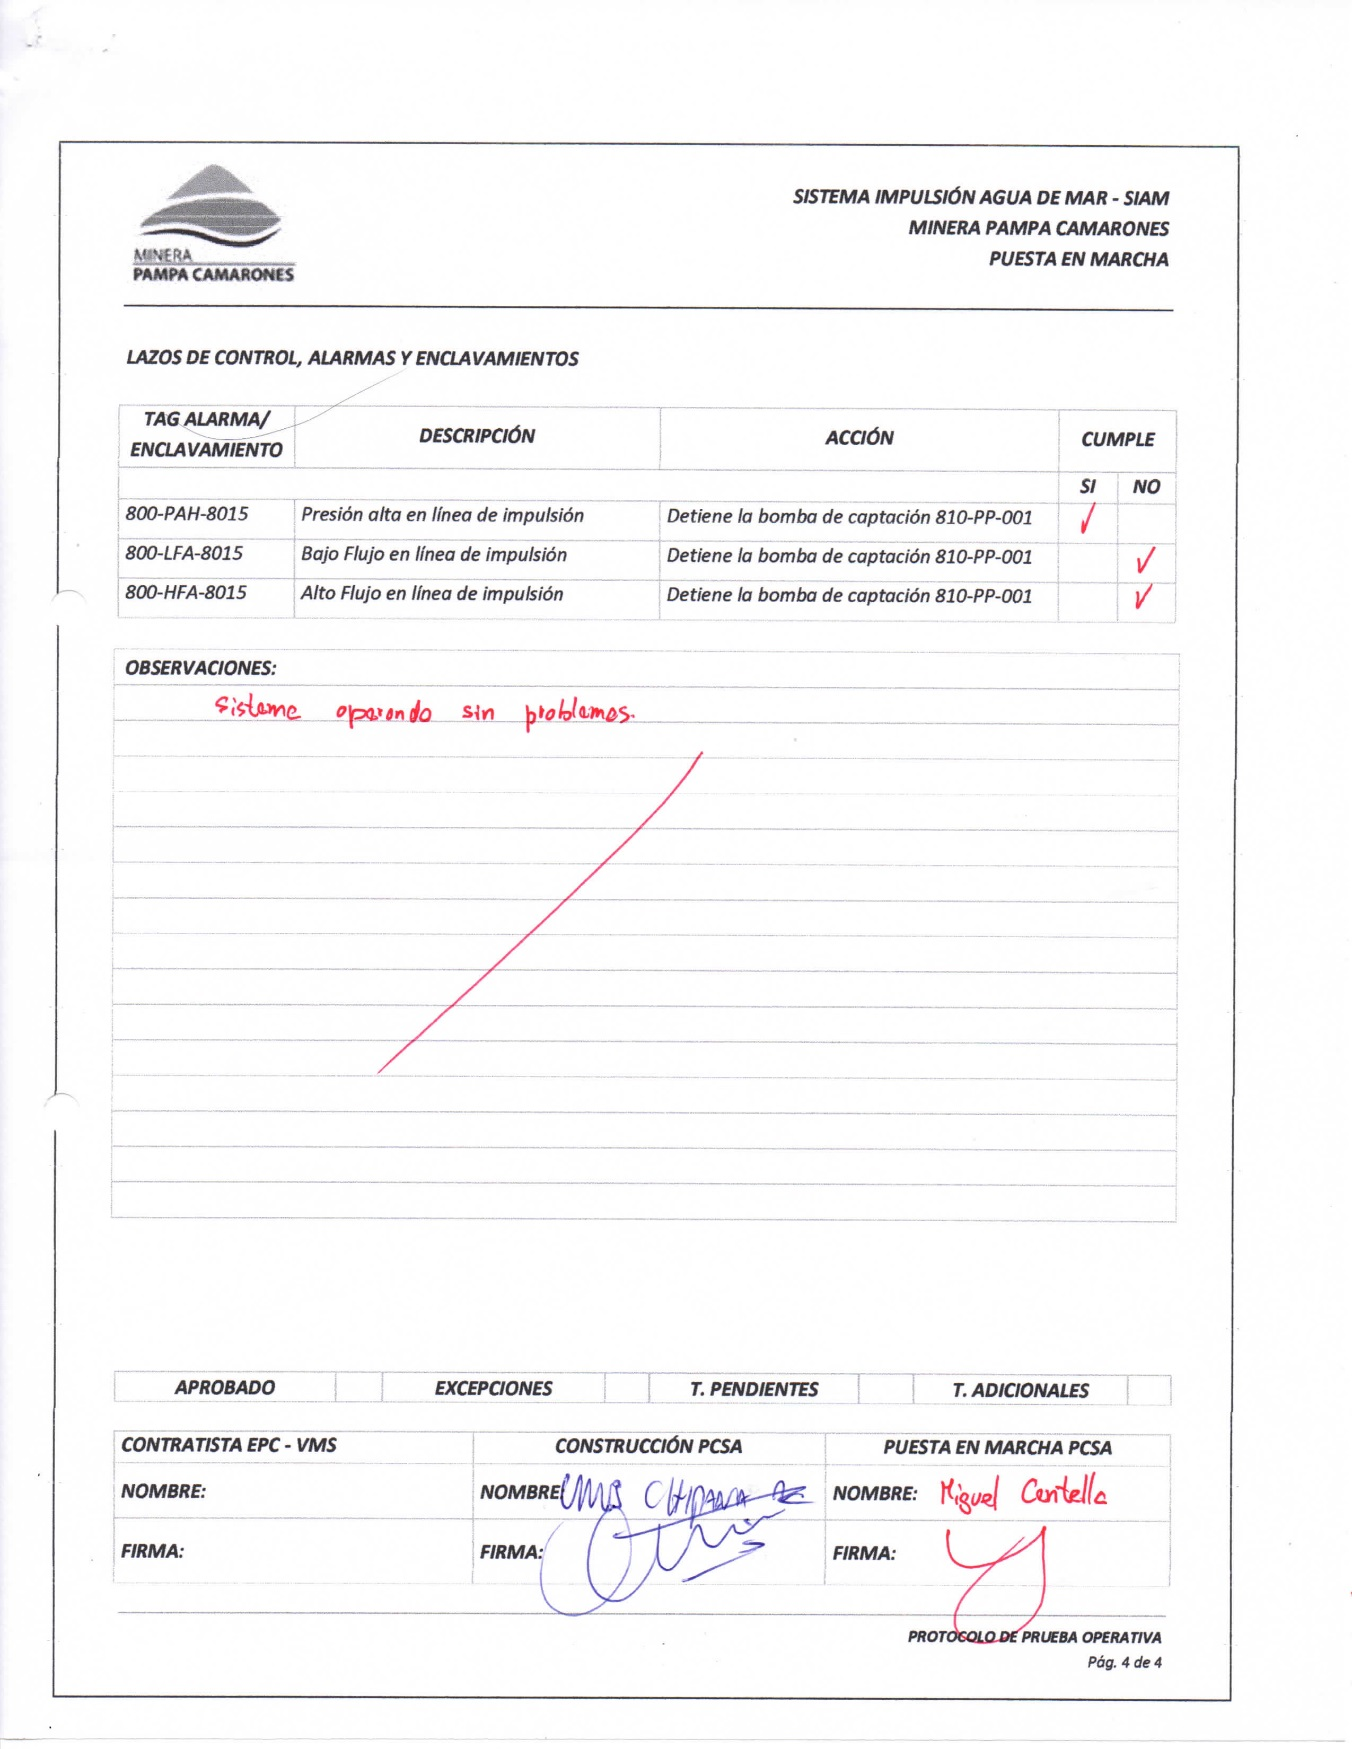 MINERA
PAMPA CAMARONES
SISTEMA IMPULSIÓN AGUA DE MAR - SIAM
MINERA PAMPA CAMARONES
PUESTA EN MARCHA
LAZOS DE CONTROL, ALARMAS Y ENCLAVAMIENTOS
TAG ALARMA/ ENCLAVAMIENTO DESCRIPCIÓN ACCIÓN CUMPLE
SI NO
800-PAH-8015 Presión alta en línea de impulsión Detiene la bomba de captación 810-PP-001 ✓
800-LFA-8015 Bajo Flujo en línea de impulsión Detiene la bomba de captación 810-PP-001 ✓
800-HFA-8015 Alto Flujo en línea de impulsión Detiene la bomba de captación 810-PP-001 ✓
OBSERVACIONES:
Sistema operando sin problemas.
APROBADO EXCEPCIONES T. PENDIENTES T. ADICIONALES
CONTRATISTA EPC - VMS CONSTRUCCIÓN PCSA PUESTA EN MARCHA PCSA
NOMBRE: NOMBRE: NOMBRE: Miguel Centella
FIRMA: FIRMA: FIRMA:
PROTOCOLO DE PRUEBA OPERATIVA
Pág. 4 de 4